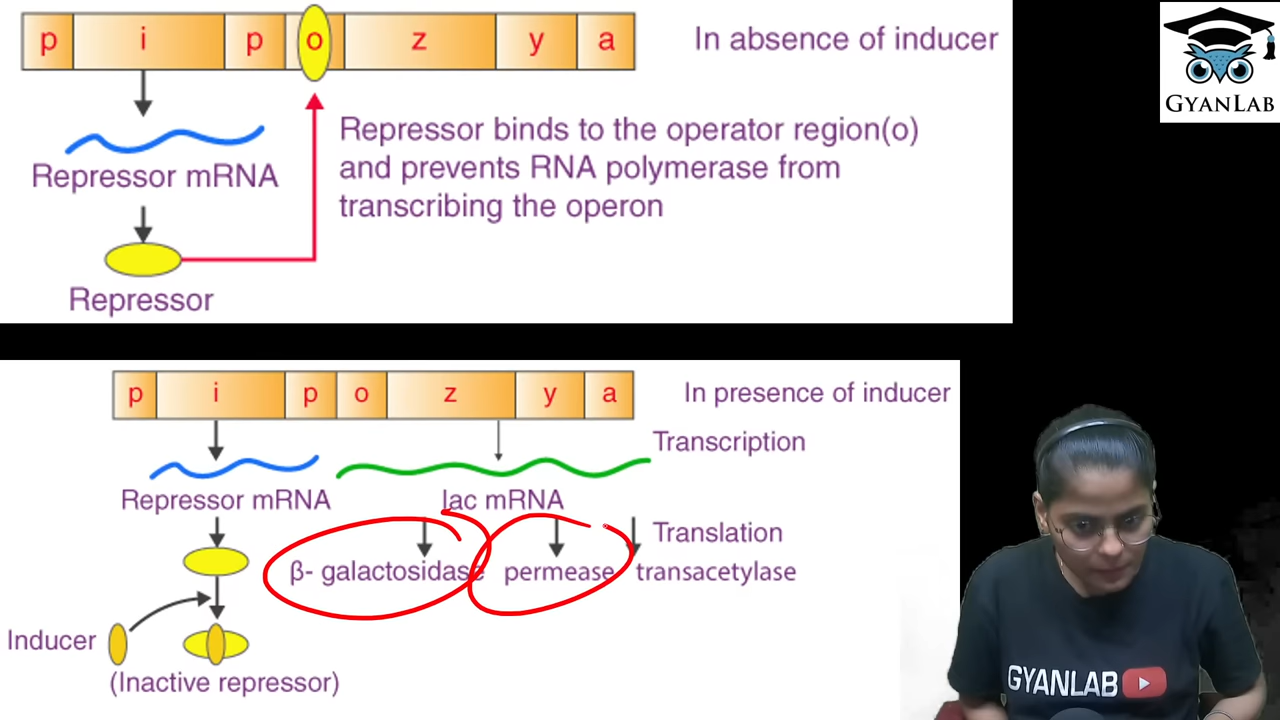 p i p o z y a
In absence of inducer
Repressor binds to the operator region(o)
and prevents RNA polymerase from
transcribing the operon
Repressor mRNA
Repressor
GYANLAB
p i p o z y a
In presence of inducer
Transcription
Repressor mRNA
lac mRNA
Translation
β- galactosidase permease transacetylase
Inducer
(Inactive repressor)
GYANLAB